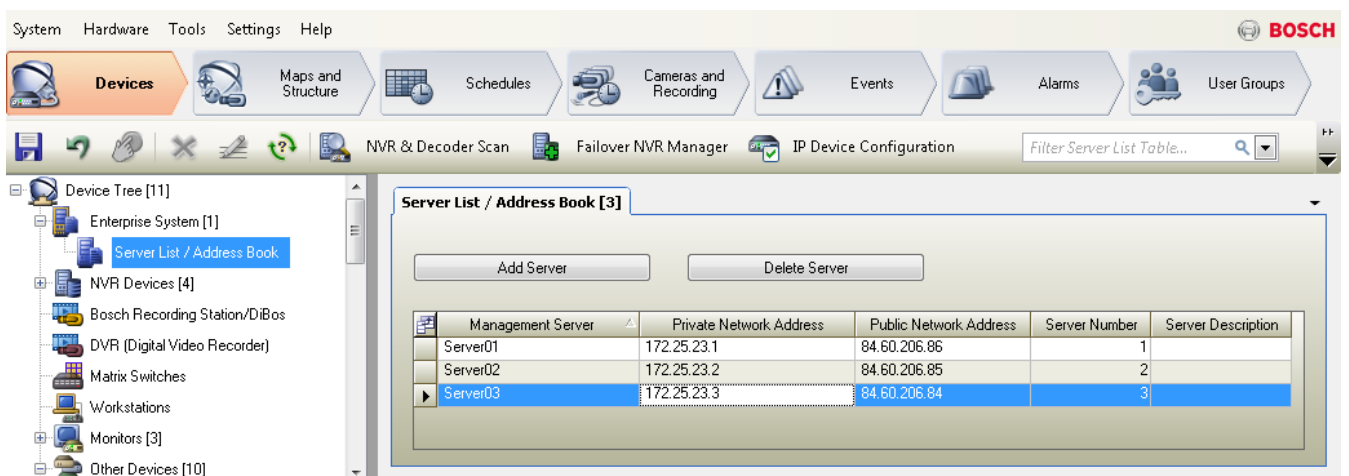 System Hardware Tools Settings Help
BOSCH
Devices
Maps and Structure
Schedules
Cameras and Recording
Events
Alarms
User Groups
NVR & Decoder Scan
Failover NVR Manager
IP Device Configuration
Filter Server List Table...
Device Tree [11]
Enterprise System [1]
Server List / Address Book
NVR Devices [4]
Bosch Recording Station/DiBos
DVR (Digital Video Recorder)
Matrix Switches
Workstations
Monitors [3]
Other Devices [10]
Server List / Address Book [3]
Add Server Delete Server
Management Server Private Network Address Public Network Address Server Number Server Description
Server01 172.25.23.1 84.60.206.86 1
Server02 172.25.23.2 84.60.206.85 2
Server03 172.25.23.3 84.60.206.84 3